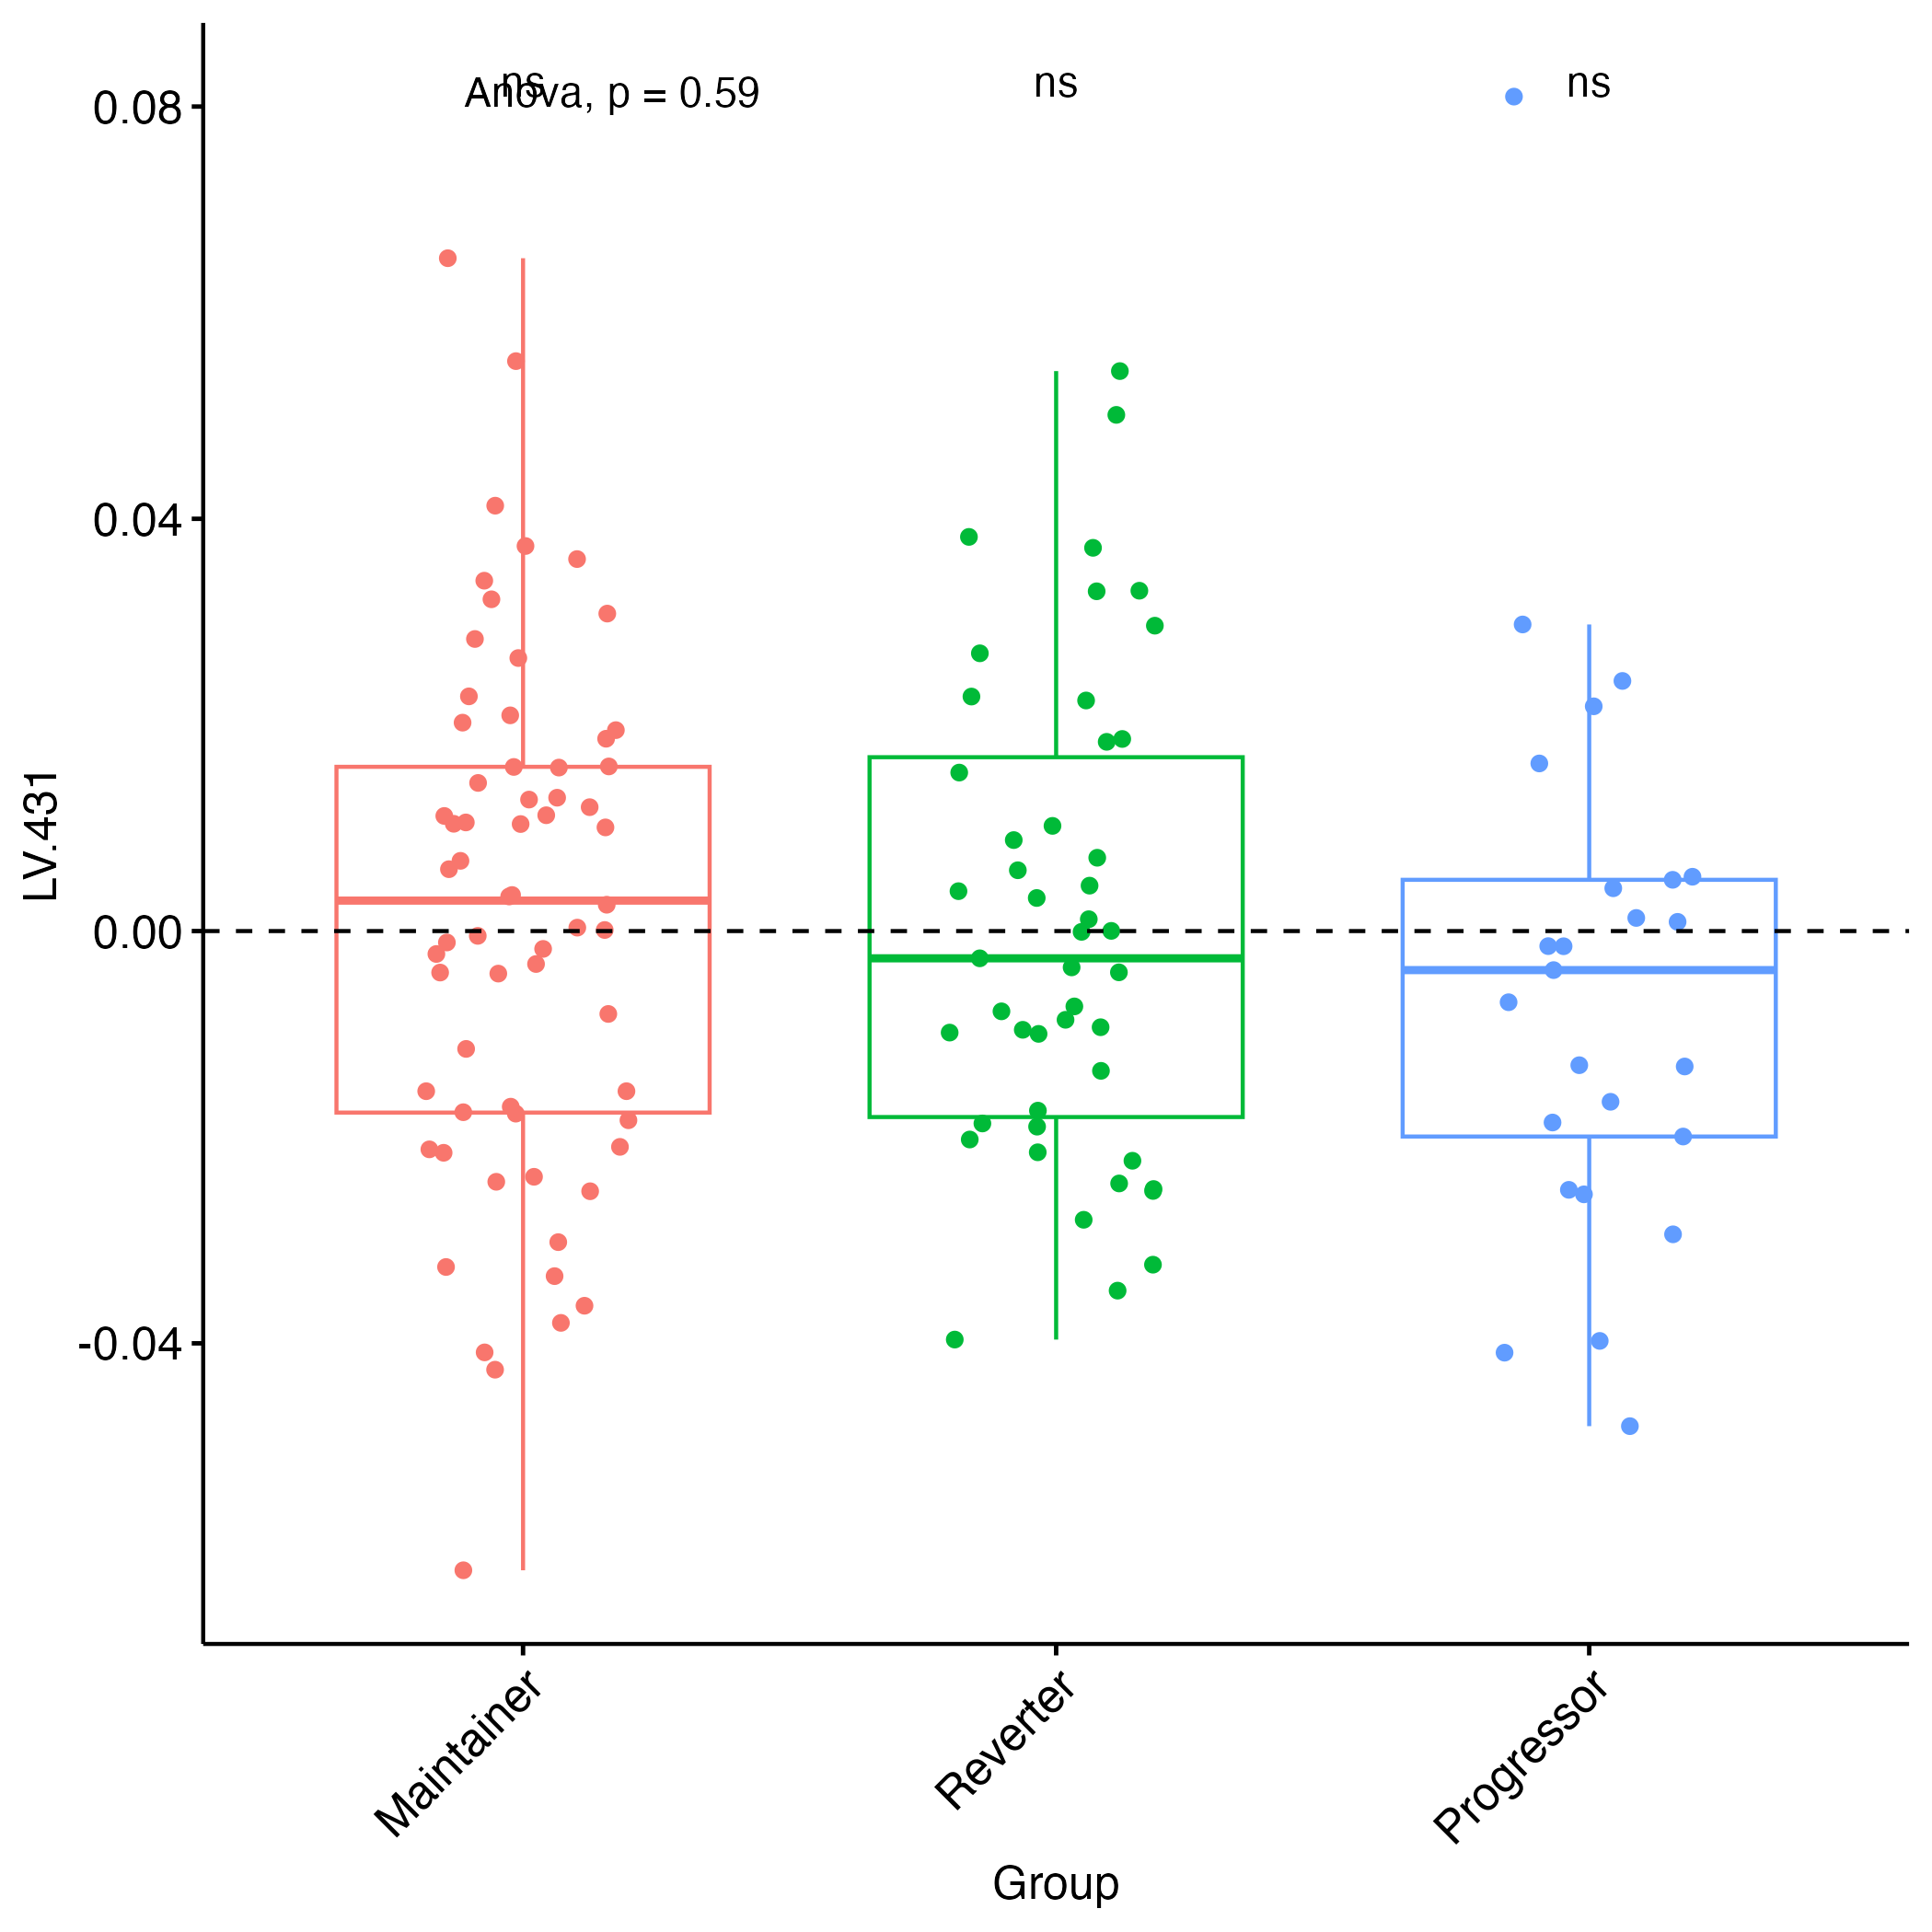 ns
Anova, p = 0.59
ns
ns
0.08
0.04
0.00
-0.04
LV.431
Maintainer
Reverter
Progressor
Group